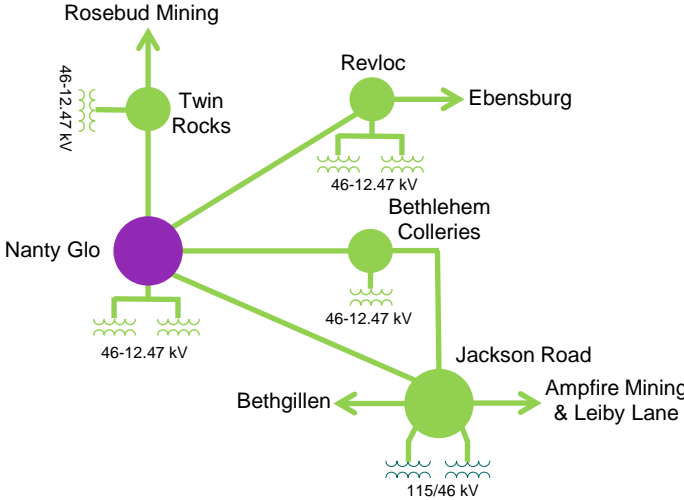 Rosebud Mining
46-12.47 kV
Twin
Rocks
Revloc
Ebensburg
46-12.47 kV
Bethlehem
Colleries
Nanty Glo
46-12.47 kV
46-12.47 kV
Jackson Road
Bethgillen
Ampfire Mining
& Leiby Lane
115/46 kV